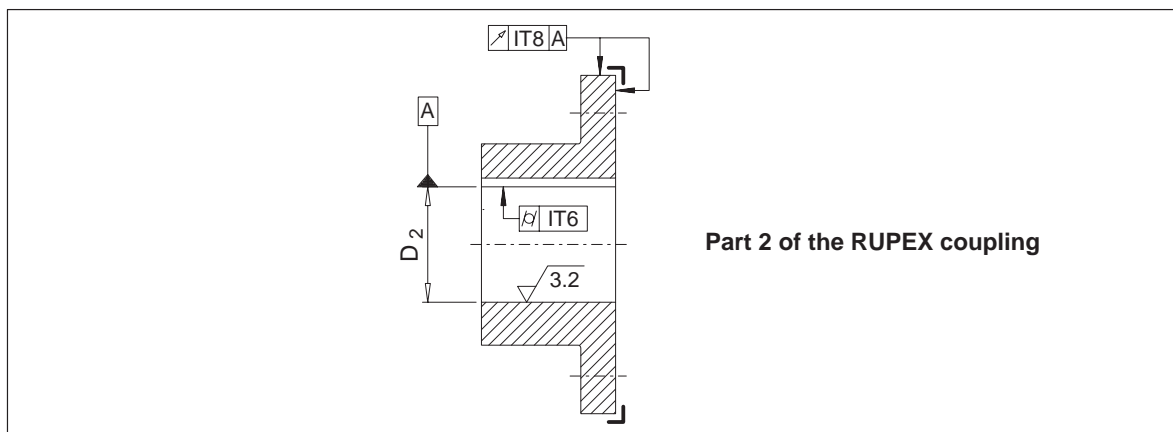 IT8 A
A
IT6
D2
3.2
Part 2 of the RUPEX coupling